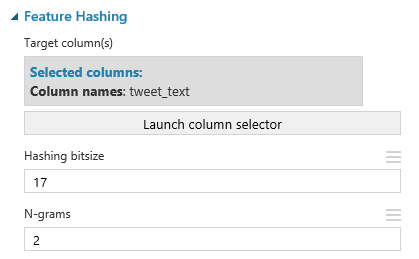 Feature Hashing
Target column(s)
Selected columns:
Column names: tweet_text
Launch column selector
Hashing bitsize
17
N-grams
2